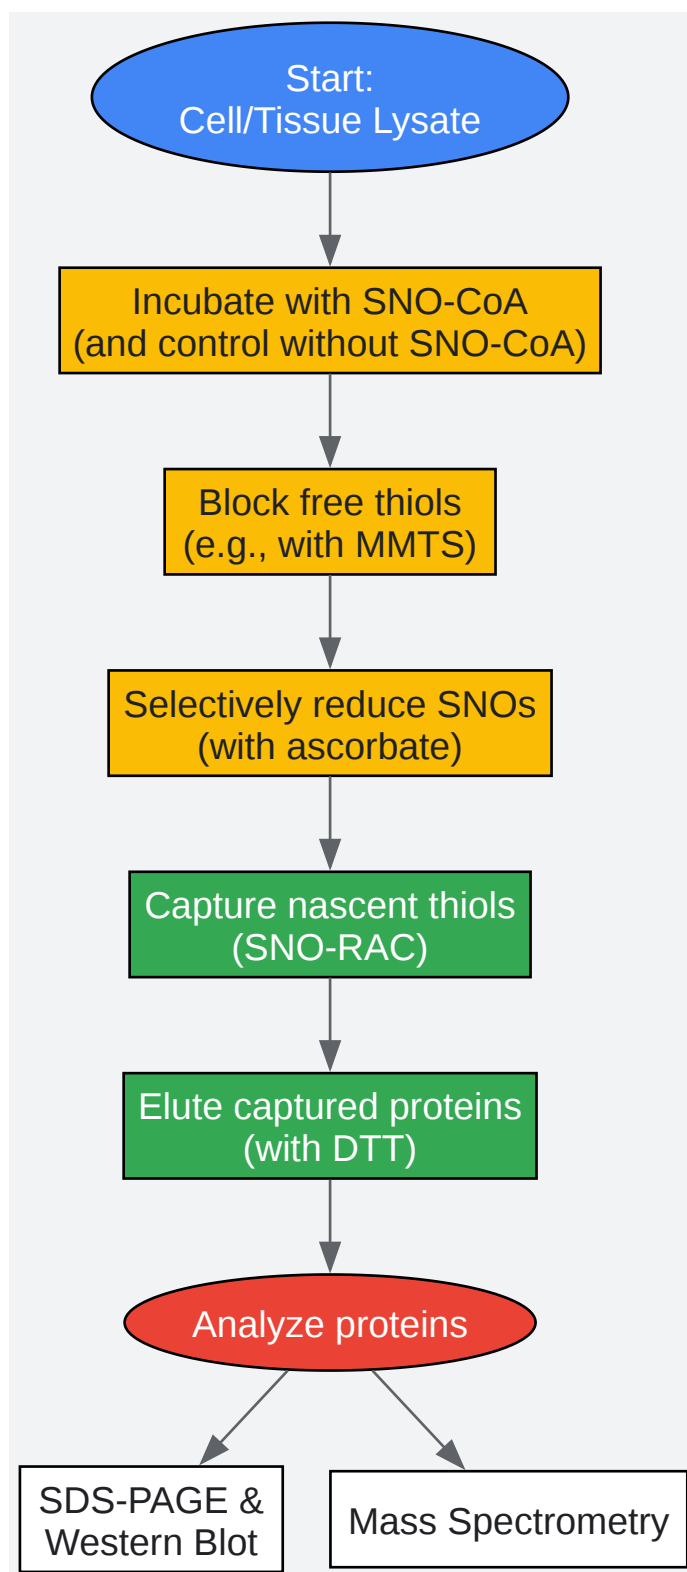 Start:
Cell/Tissue Lysate
Incubate with SNO-CoA
(and control without SNO-CoA)
Block free thiols
(e.g., with MMTS)
Selectively reduce SNOs
(with ascorbate)
Capture nascent thiols
(SNO-RAC)
Elute captured proteins
(with DTT)
Analyze proteins
SDS-PAGE &
Western Blot
Mass Spectrometry